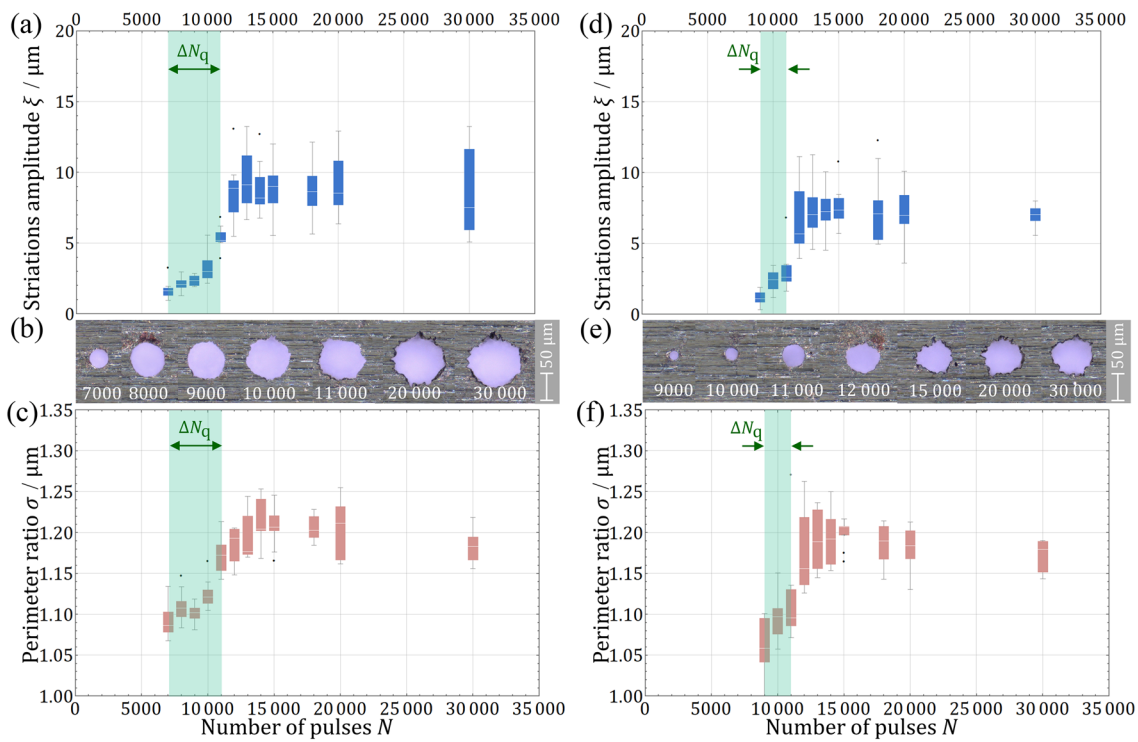 (a)
0 5000 10 000 15 000 20 000 25 000 30 000 35 000
20
15
10
5
0
Striations amplitude ξ / μm
ΔNq
(b)
7000 8000 9000 10 000 11 000 20 000 30 000
150 μm
(c)
1.35
1.30
1.25
1.20
1.15
1.10
1.05
1.00
Perimeter ratio σ / μm
ΔNq
0 5000 10 000 15 000 20 000 25 000 30 000 35 000
Number of pulses N
(d)
0 10 000 15 000 20 000 25 000 30 000 35 000
20
15
10
5
0
Striations amplitude ξ / μm
ΔNq
(e)
9000 10 000 11 000 12 000 15 000 20 000 30 000
150 μm
(f)
1.35
1.30
1.25
1.20
1.15
1.10
1.05
1.00
Perimeter ratio σ / μm
ΔNq
0 5000 10 000 15 000 20 000 25 000 30 000 35 000
Number of pulses N